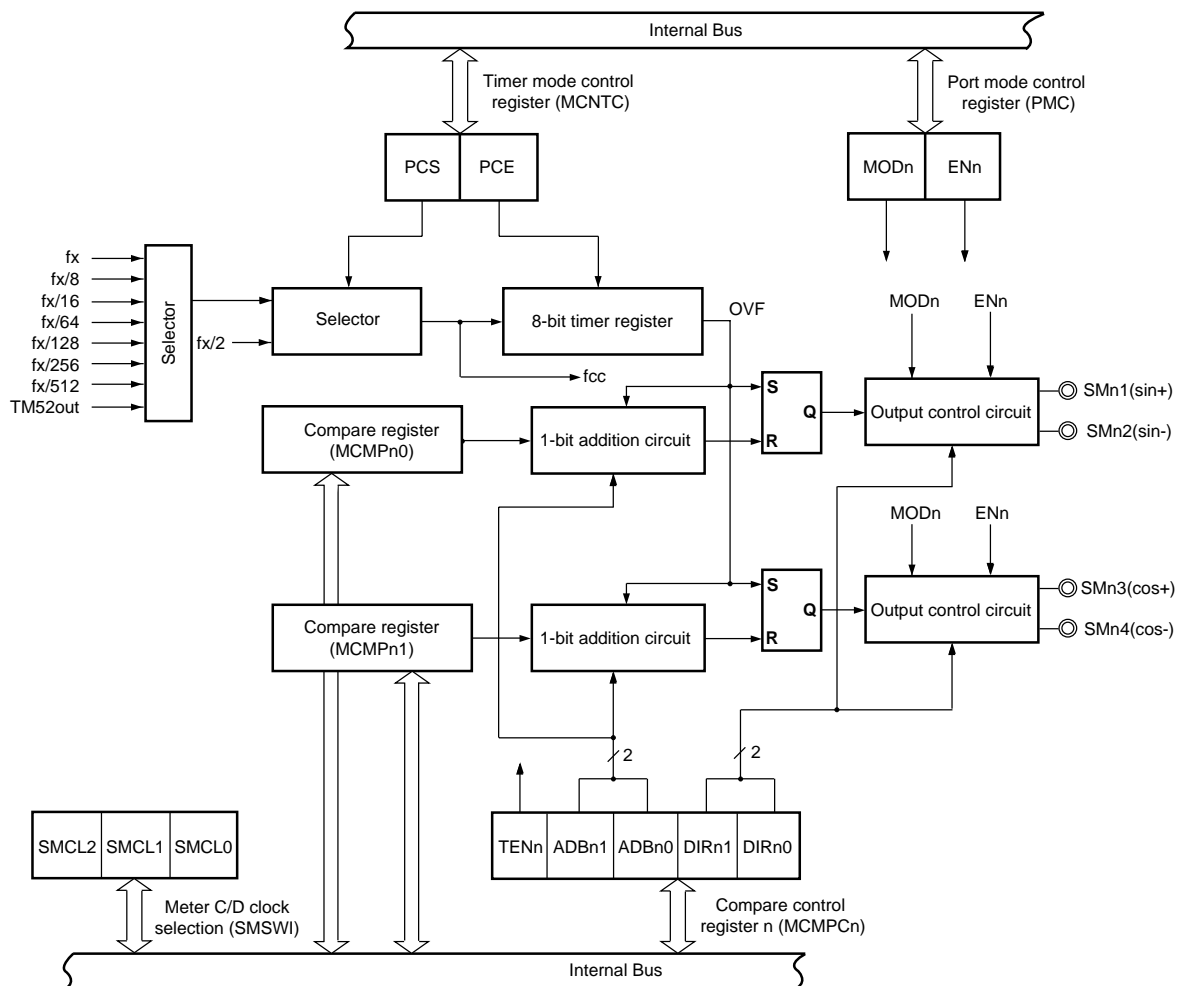 Internal Bus
Timer mode control
register (MCNTC)
Port mode control
register (PMC)
PCS
PCE
MODn
ENn
fx
fx/8
fx/16
fx/64
fx/128
fx/256
fx/512
TM52out
Selector
fx/2
Selector
8-bit timer register
OVF
fcc
MODn
ENn
Compare register
(MCMPn0)
1-bit addition circuit
S
Q
R
Output control circuit
SMn1(sin+)
SMn2(sin-)
MODn
ENn
Compare register
(MCMPn1)
1-bit addition circuit
S
Q
R
Output control circuit
SMn3(cos+)
SMn4(cos-)
2
2
SMCL2
SMCL1
SMCL0
TENn
ADBn1
ADBn0
DIRn1
DIRn0
Meter C/D clock
selection (SMSWI)
Compare control
register n (MCMPCn)
Internal Bus